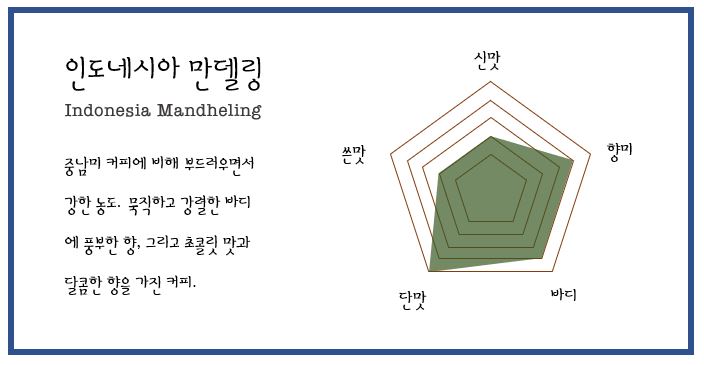 인도네시아 만델링
Indonesia Mandheling
중남미 커피에 비해 부드러우면서
강한 농도. 묵직하고 강렬한 바디
에 풍부한 향, 그리고 초콜릿 맛과
달콤한 향을 가진 커피.
신맛
쓴맛
향미
단맛
바디